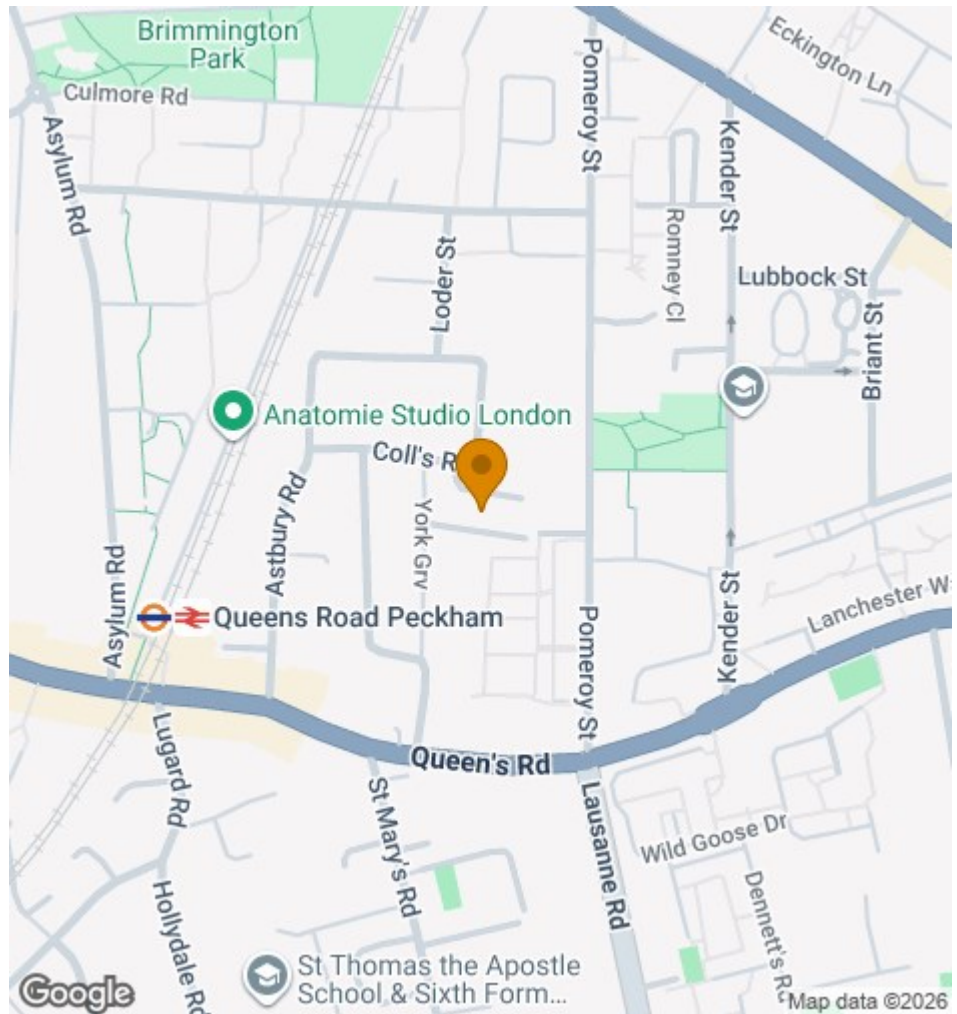 Brimmington
Park
Culmore Rd
Eckington Ln
Pomeroy St
Asylum Rd
Kender St
Loder St
Romney Cl
Lubbock St
Briant St
Anatomie Studio London
Coll's R
Astbury Rd
York Grv
Asylum Rd
Queens Road Peckham
Pomeroy St
Kender St
Lanchester Wa
Lugard Rd
Queen's Rd
St Mary's Rd
Lausanne Rd
Wild Goose Dr
Dennett's Rd
Hollydale Rd
St Thomas the Apostle
School & Sixth Form...
Google
Map data ©2026